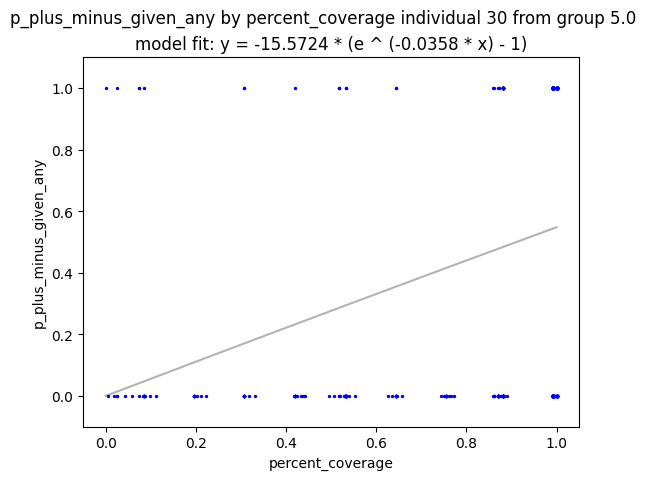 p_plus_minus_given_any by percent_coverage individual 30 from group 5.0
model fit: y = -15.5724 * (e ^ (-0.0358 * x) - 1)
1.0
0.8
0.6
0.4
0.2
0.0
p_plus_minus_given_any
0.0 0.2 0.4 0.6 0.8 1.0
percent_coverage